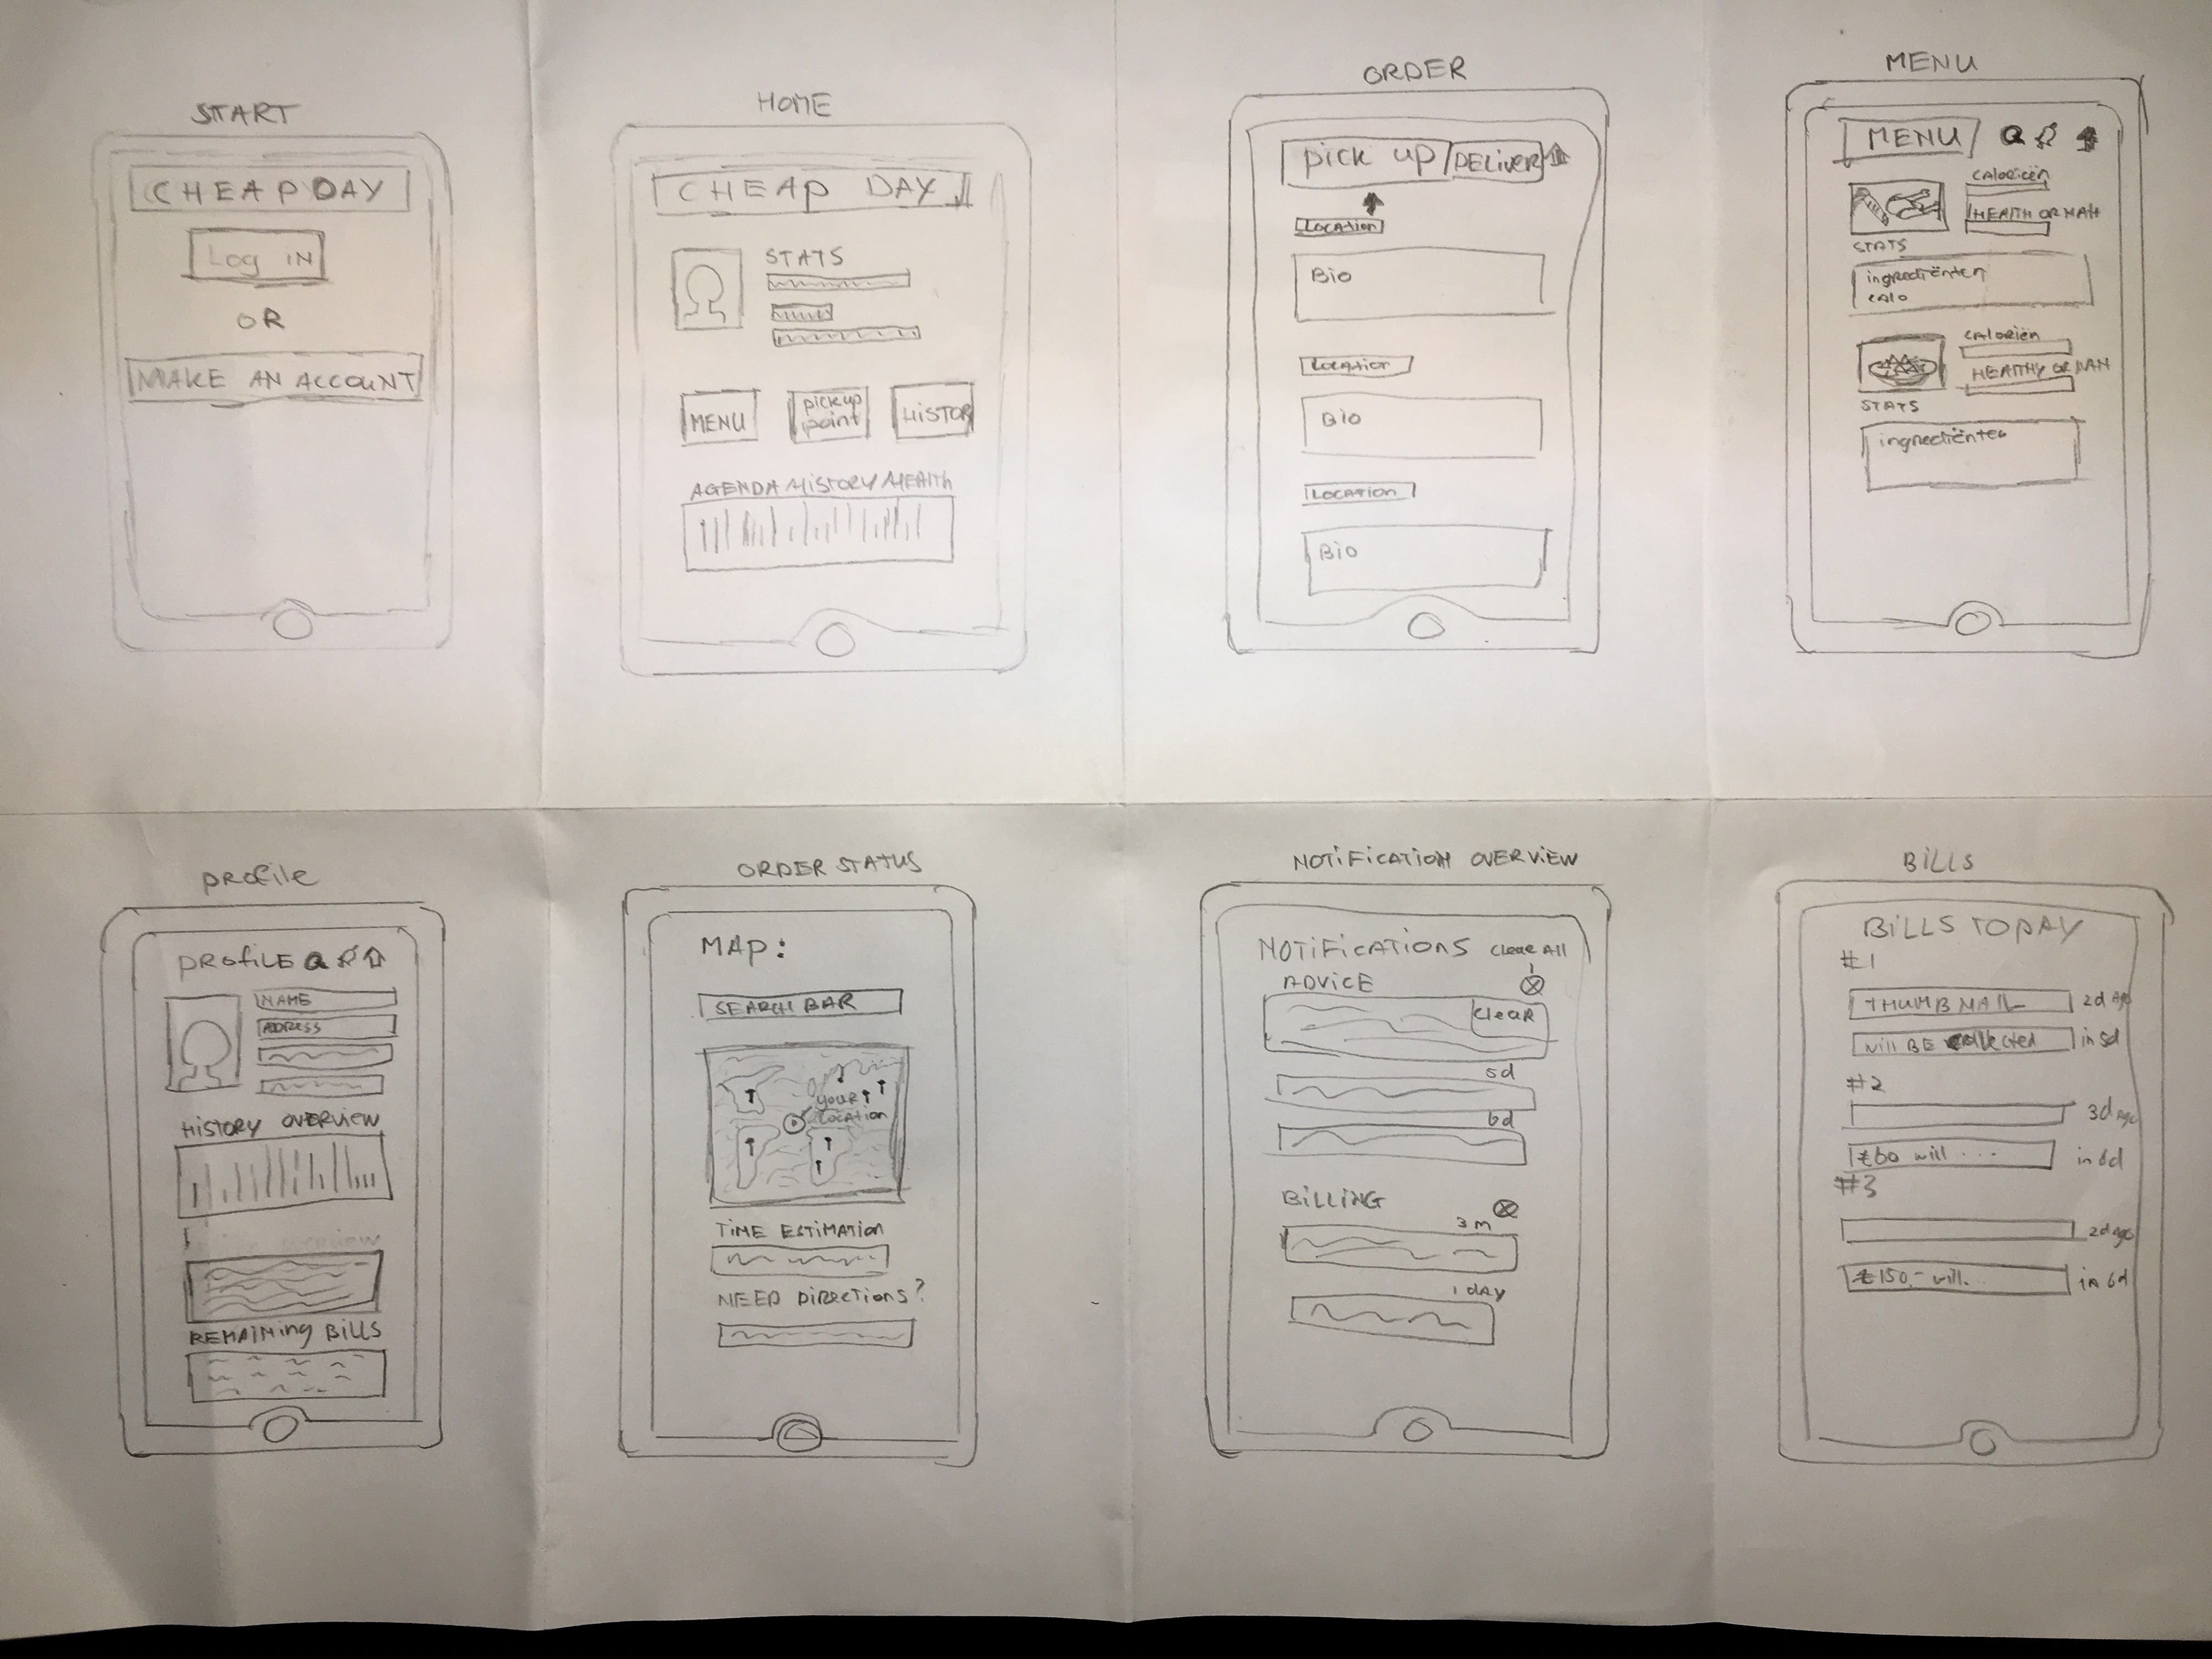 START
CHEAP DAY
Log IN
OR
MAKE AN ACCOUNT
HOME
CHEAP DAY
STATS
MENU
pick up
point
HISTOR
AGENDA HISTORY/HEALTH
ORDER
pick up/DELIVER
LOCATION
Bio
LOCATION
Bio
LOCATION
Bio
MENU
MENU
CALORIEËN
HEALTH OR NAH
STATS
ingrediënten
calo
CALORIËN
HEALTHY OR NAH
STATS
ingrediënten
profile
profile
NAME
ADDRESS
HISTORY OVERVIEW
REMAINING BILLS
ORDER STATUS
MAP:
SEARCH BAR
YOUR
LOCATION
TIME ESTIMATION
NEED DIRECTIONS?
NOTIFICATION OVERVIEW
NOTIFICATIONS Clear All
ADVICE
Clear
5d
6d
BILLING
3 m
1 day
BILLS
BILLS TODAY
#1
THUMBNAIL 2d Ago
will BE collected in 5d
#2
3d Ago
€60 will ... in 6d
#3
2d ago
€150,- will... in 6d